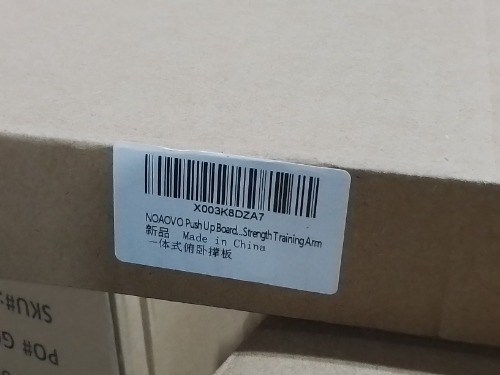 X003K8DZA7
NOAOVO Push Up Board...Strength Training Arm
新品 Made in China
一体式俯卧撑板
SKU#:
PO# G